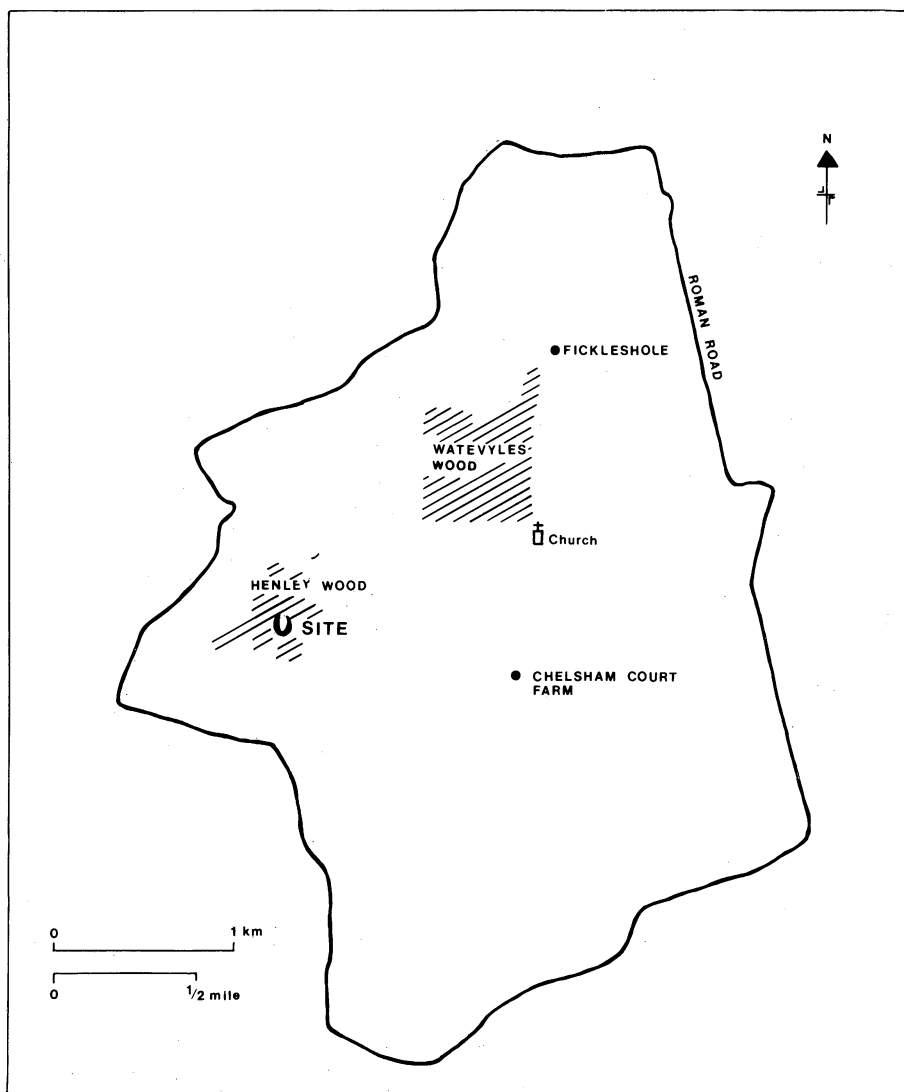 N
ROMAN ROAD
FICKLESHOLE
WATEVYLES
WOOD
Church
HENLEY WOOD
SITE
CHELSHAM COURT
FARM
0 1 km
0 1/2 mile